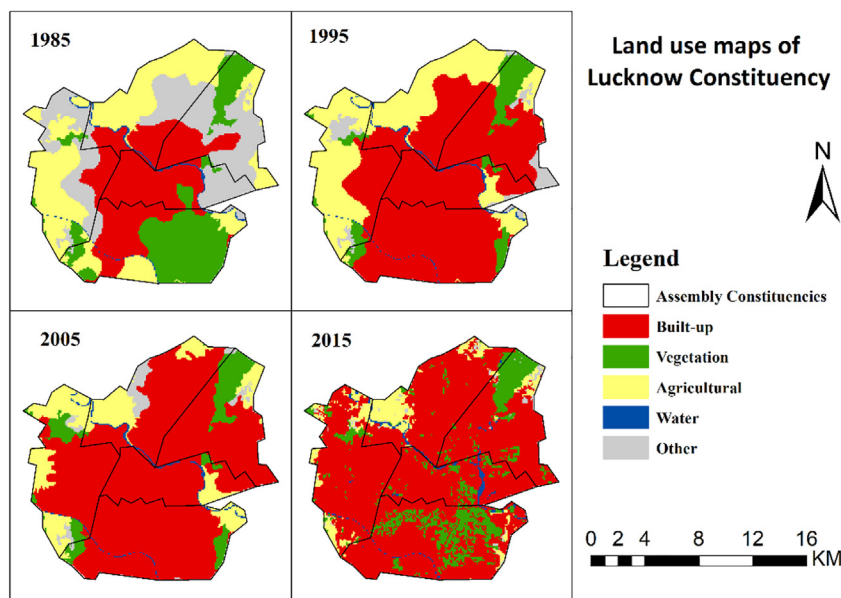 1985
1995
Land use maps of
Lucknow Constituency
N
2005
2015
Legend
Assembly Constituencies
Built-up
Vegetation
Agricultural
Water
Other
0 1 2 4 8 12 16
KM